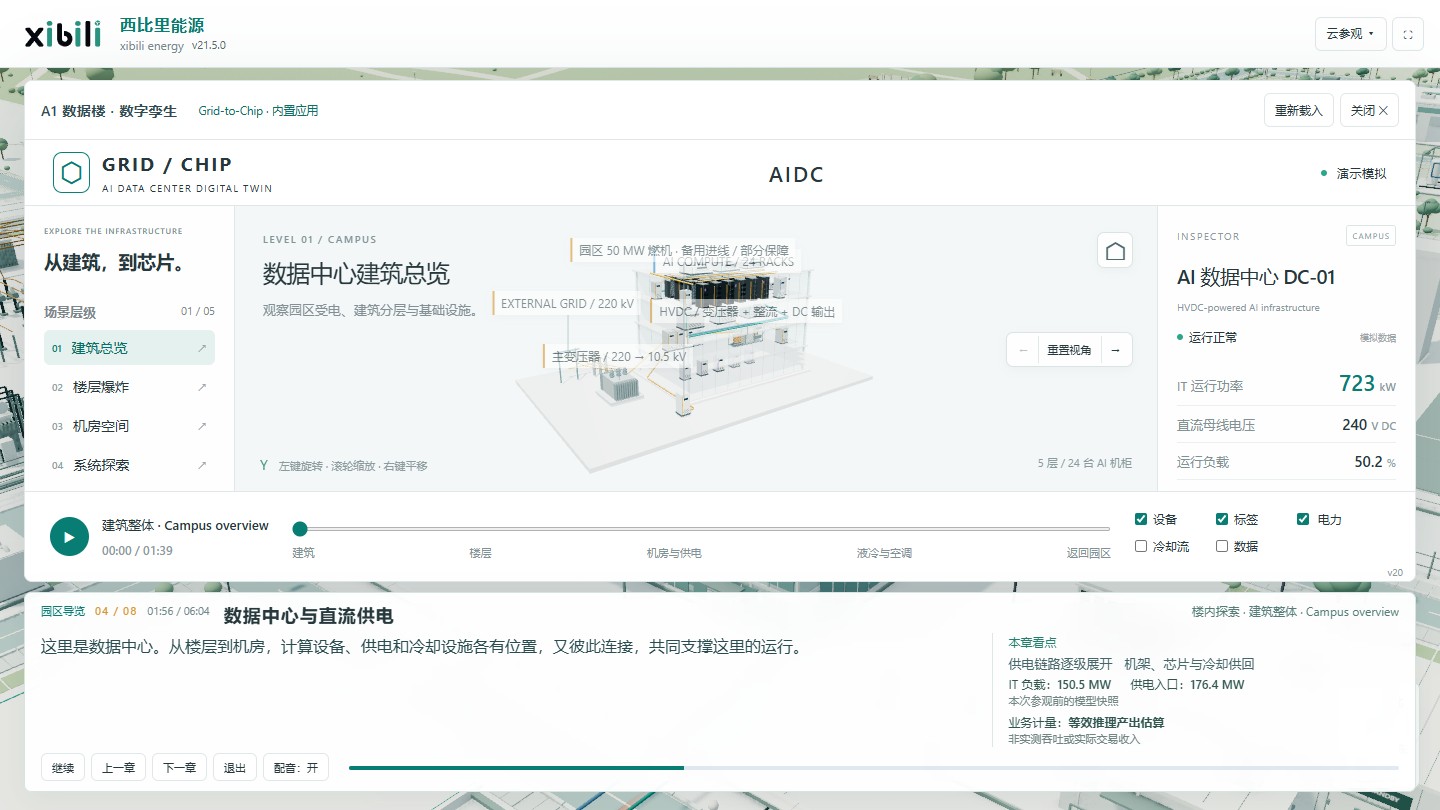 xibili
西比里能源
xibili energy v21.5.0
云参观
A1 数据楼 · 数字孪生 Grid-to-Chip · 内置应用
重新载入 关闭 ×
GRID / CHIP
AI DATA CENTER DIGITAL TWIN
AIDC
演示模拟
EXPLORE THE INFRASTRUCTURE
从建筑，到芯片。
场景层级 01 / 05
01 建筑总览 ↗
02 楼层爆炸 ↗
03 机房空间 ↗
04 系统探索 ↗
LEVEL 01 / CAMPUS
数据中心建筑总览
观察园区受电、建筑分层与基础设施。
园区 50 MW 燃机 · 备用进线 / 部分保障
AI COMPUTE / 24 RACKS
EXTERNAL GRID / 220 kV
HVDC / 变压器 + 整流 + DC 输出
主变压器 / 220 → 10.5 kV
← 重置视角 →
左键旋转 · 滚轮缩放 · 右键平移
5 层 / 24 台 AI 机柜
INSPECTOR CAMPUS
AI 数据中心 DC-01
HVDC-powered AI infrastructure
运行正常 模拟数据
IT 运行功率 723 kW
直流母线电压 240 V DC
运行负载 50.2 %
建筑整体 · Campus overview
00:00 / 01:39
建筑 楼层 机房与供电 液冷与空调 返回园区
设备 标签 电力
冷却流 数据
v20
园区导览 04 / 08 01:56 / 06:04 数据中心与直流供电
楼内探索 · 建筑整体 · Campus overview
这里是数据中心。从楼层到机房，计算设备、供电和冷却设施各有位置，又彼此连接，共同支撑这里的运行。
本章看点
供电链路逐级展开 机架、芯片与冷却供回
IT 负载：150.5 MW 供电入口：176.4 MW
本次参观前的模型快照
业务计量：等效推理产出估算
非实测吞吐或实际交易收入
继续 上一章 下一章 退出 配音：开